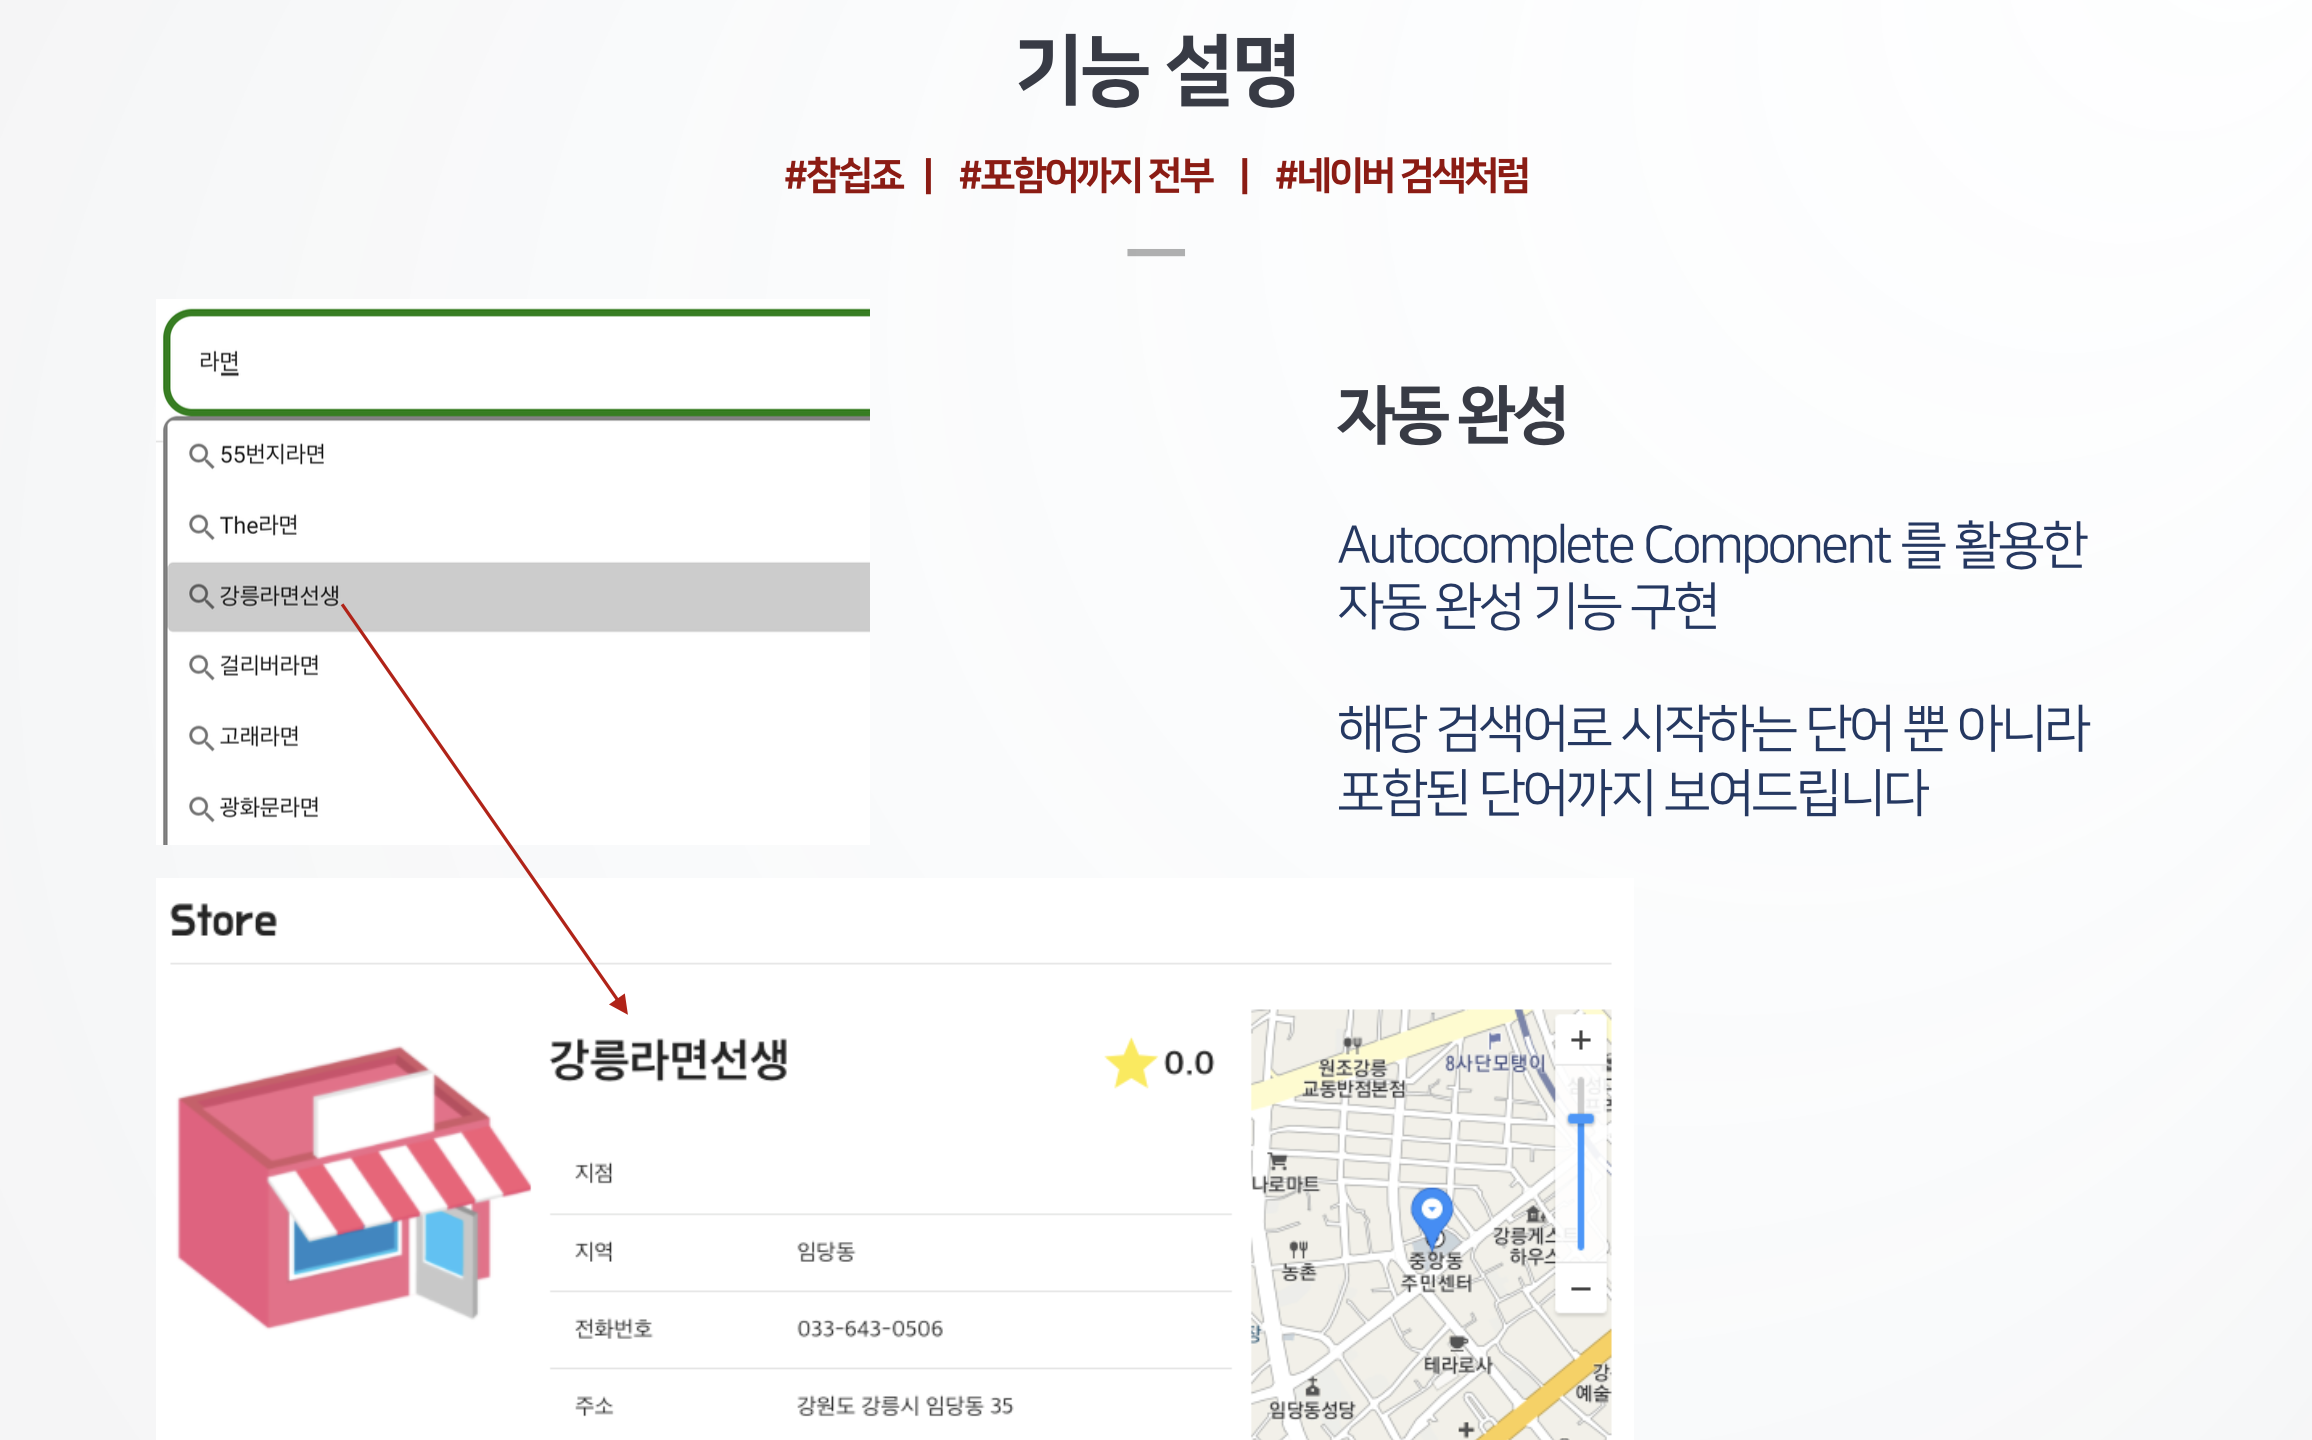 기능 설명
#참쉽죠 | #포함어까지 전부 | #네이버 검색처럼
라면
55번지라면
The라면
강릉라면선생
걸리버라면
고래라면
광화문라면
자동 완성
Autocomplete Component 를 활용한
자동 완성 기능 구현
해당 검색어로 시작하는 단어 뿐 아니라
포함된 단어까지 보여드립니다
Store
강릉라면선생
0.0
지점
지역 임당동
전화번호 033-643-0506
주소 강원도 강릉시 임당동 35
원조강릉
교동반점본점
8사단모탱이
나로마트
강릉게스
하우스
농촌
중앙동
주민센터
테라로사
임당동성당
강
예술
+
−